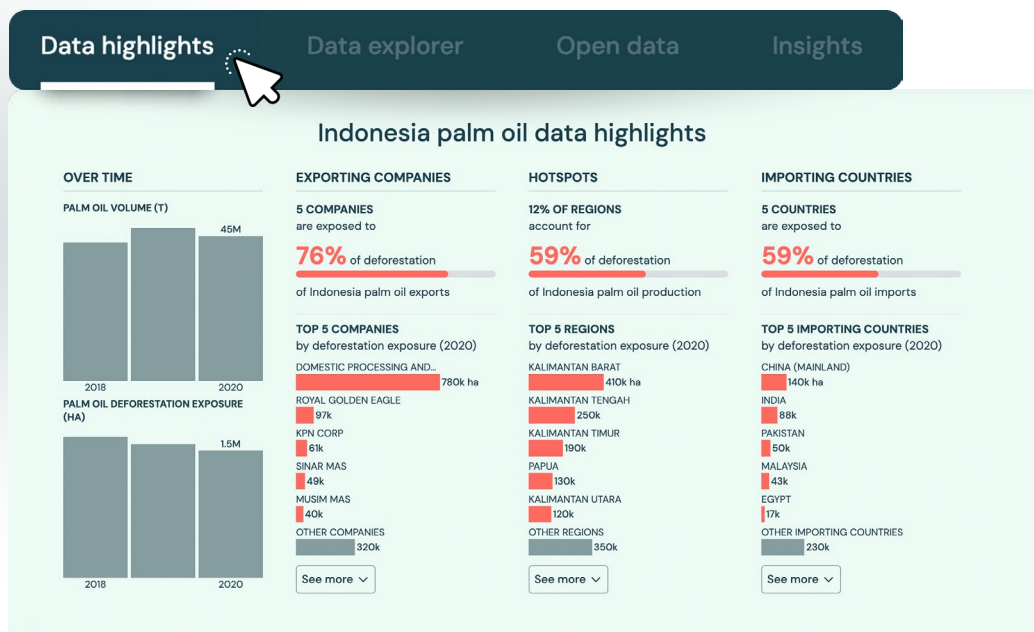 Data highlights
Data explorer
Open data
Insights
Indonesia palm oil data highlights
OVER TIME
PALM OIL VOLUME (T)
45M
2018
2020
PALM OIL DEFORESTATION EXPOSURE
(HA)
1.5M
2018
2020
EXPORTING COMPANIES
5 COMPANIES
are exposed to
76% of deforestation
of Indonesia palm oil exports
TOP 5 COMPANIES
by deforestation exposure (2020)
DOMESTIC PROCESSING AND...
780k ha
ROYAL GOLDEN EAGLE
97k
KPN CORP
61k
SINAR MAS
49k
MUSIM MAS
40k
OTHER COMPANIES
320k
See more
HOTSPOTS
12% OF REGIONS
account for
59% of deforestation
of Indonesia palm oil production
TOP 5 REGIONS
by deforestation exposure (2020)
KALIMANTAN BARAT
410k ha
KALIMANTAN TENGAH
250k
KALIMANTAN TIMUR
190k
PAPUA
130k
KALIMANTAN UTARA
120k
OTHER REGIONS
350k
See more
IMPORTING COUNTRIES
5 COUNTRIES
are exposed to
59% of deforestation
of Indonesia palm oil imports
TOP 5 IMPORTING COUNTRIES
by deforestation exposure (2020)
CHINA (MAINLAND)
140k ha
INDIA
88k
PAKISTAN
50k
MALAYSIA
43k
EGYPT
17k
OTHER IMPORTING COUNTRIES
230k
See more